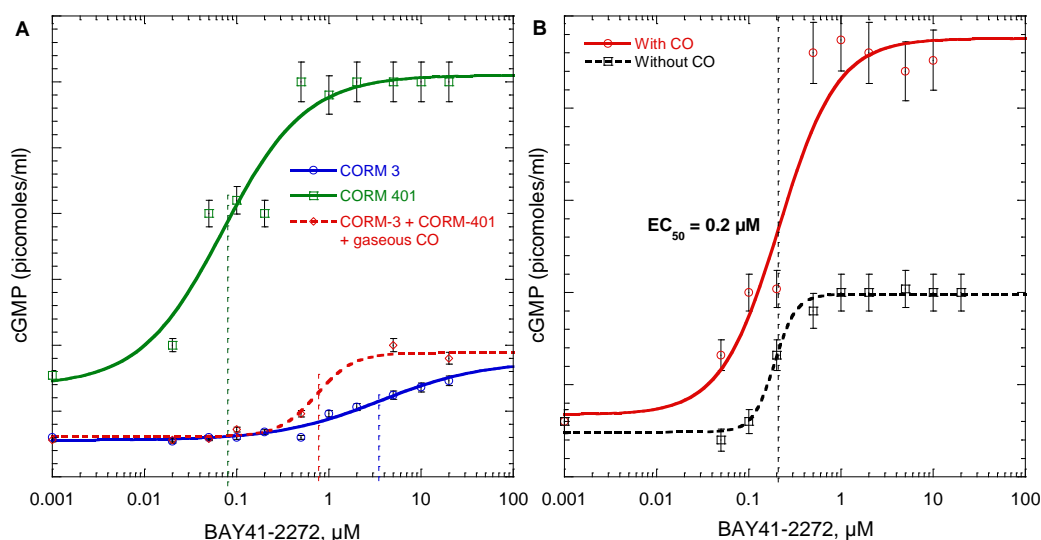 A
cGMP (picomoles/ml)
CORM 3
CORM 401
CORM-3 + CORM-401
+ gaseous CO
0.001
0.01
0.1
1
10
100
BAY41-2272, µM
B
cGMP (picomoles/ml)
With CO
Without CO
EC50 = 0.2 µM
0.001
0.01
0.1
1
10
100
BAY41-2272, µM